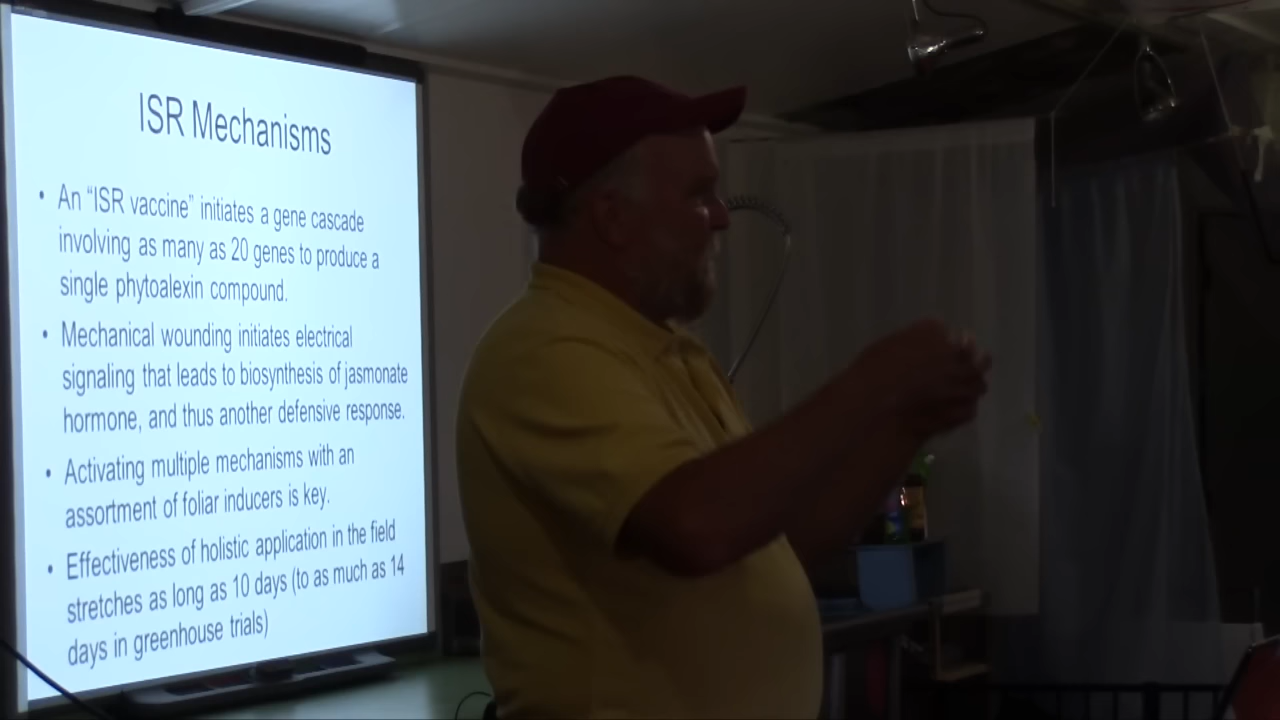 ISR Mechanisms
• An “ISR vaccine” initiates a gene cascade
involving as many as 20 genes to produce a
single phytoalexin compound.
• Mechanical wounding initiates electrical
signaling that leads to biosynthesis of jasmonate
hormone, and thus another defensive response.
• Activating multiple mechanisms with an
assortment of foliar inducers is key.
• Effectiveness of holistic application in the field
stretches as long as 10 days (to as much as 14
days in greenhouse trials)